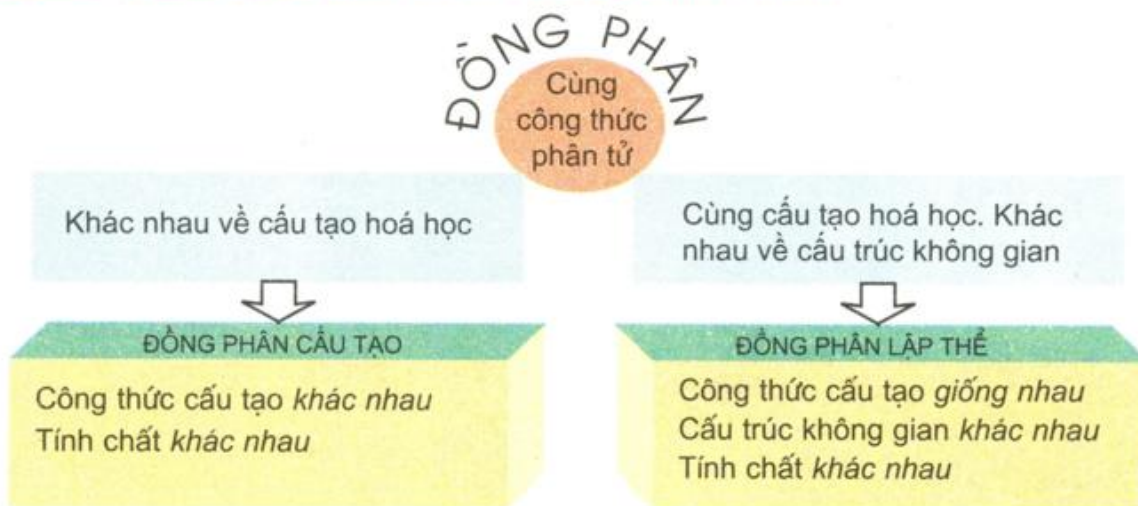 ĐỒNG PHÂN
Cùng
công thức
phân tử
Khác nhau về cấu tạo hoá học
Cùng cấu tạo hoá học. Khác
nhau về cấu trúc không gian
ĐỒNG PHÂN CẤU TẠO
Công thức cấu tạo khác nhau
Tính chất khác nhau
ĐỒNG PHÂN LẬP THỂ
Công thức cấu tạo giống nhau
Cấu trúc không gian khác nhau
Tính chất khác nhau